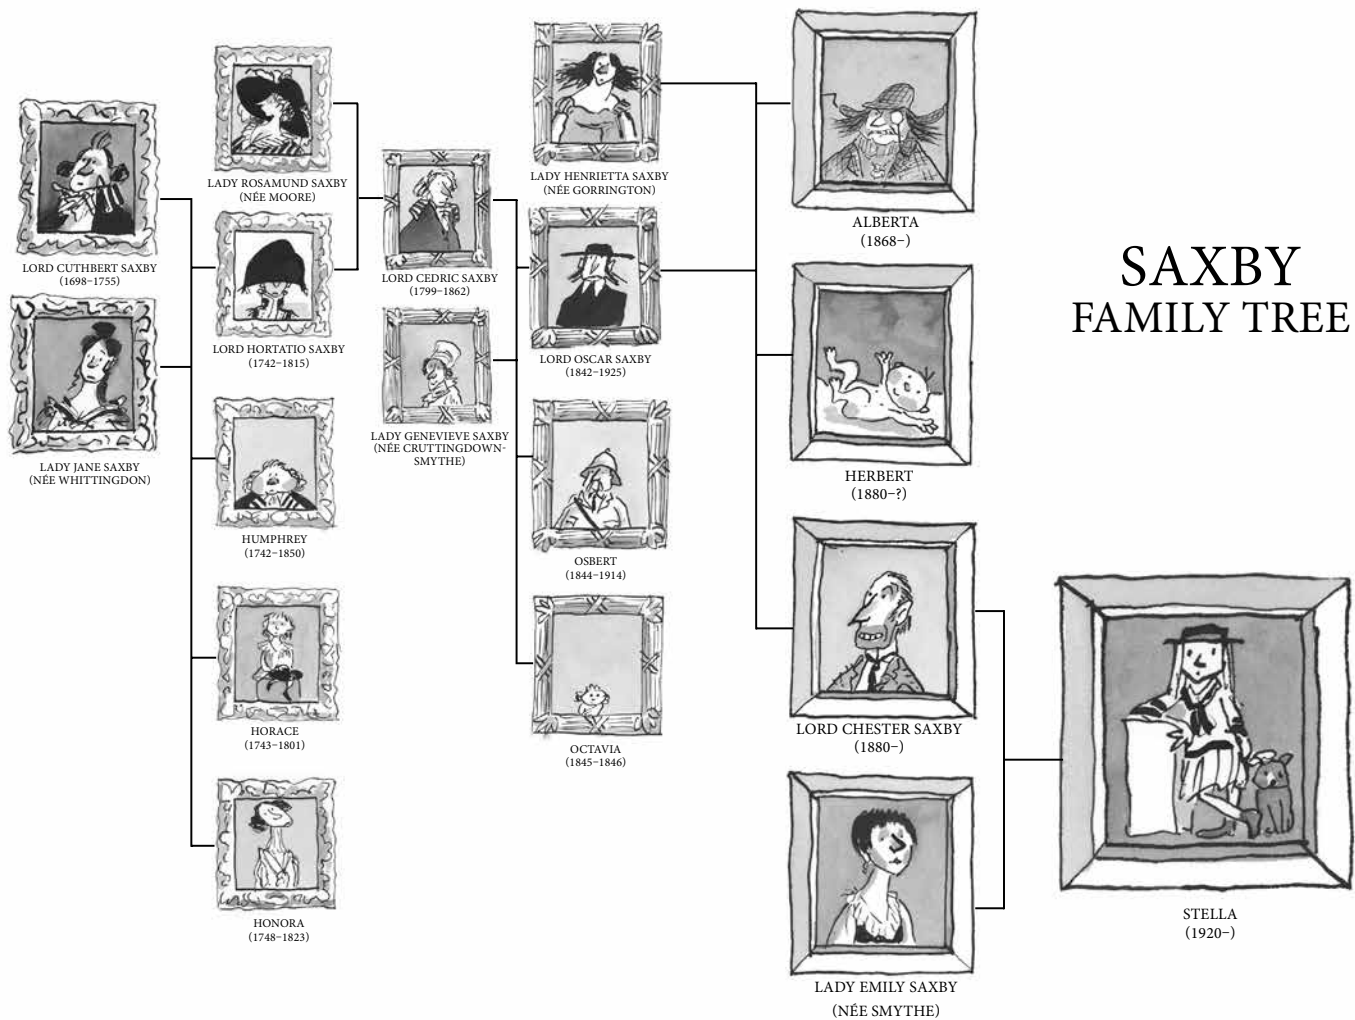 SAXBY
FAMILY TREE
LORD CUTHBERT SAXBY
(1698–1755)
LADY JANE SAXBY
(NÉE WHITTINGDON)
LADY ROSAMUND SAXBY
(NÉE MOORE)
LORD HORTATIO SAXBY
(1742–1815)
HUMPHREY
(1742–1850)
HORACE
(1743–1801)
HONORA
(1748–1823)
LORD CEDRIC SAXBY
(1799–1862)
LADY GENEVIEVE SAXBY
(NÉE CRUTTINGDOWN-
SMYTHE)
LADY HENRIETTA SAXBY
(NÉE GORRINGTON)
LORD OSCAR SAXBY
(1842–1925)
OSBERT
(1844–1914)
OCTAVIA
(1845–1846)
ALBERTA
(1868–)
HERBERT
(1880–?)
LORD CHESTER SAXBY
(1880–)
LADY EMILY SAXBY
(NÉE SMYTHE)
STELLA
(1920–)